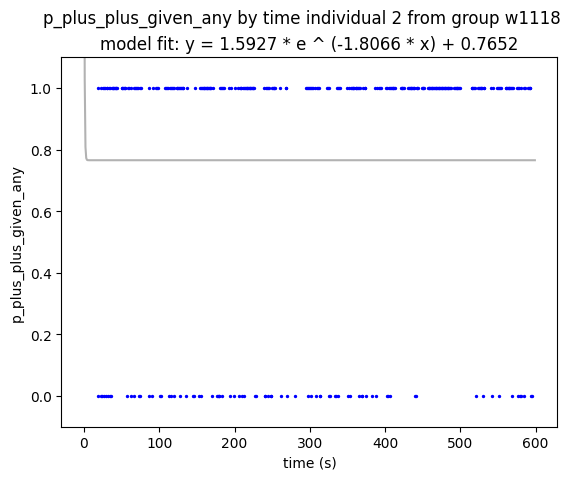 p_plus_plus_given_any by time individual 2 from group w1118
model fit: y = 1.5927 * e ^ (-1.8066 * x) + 0.7652
1.0
0.8
0.6
0.4
0.2
0.0
p_plus_plus_given_any
0 100 200 300 400 500 600
time (s)